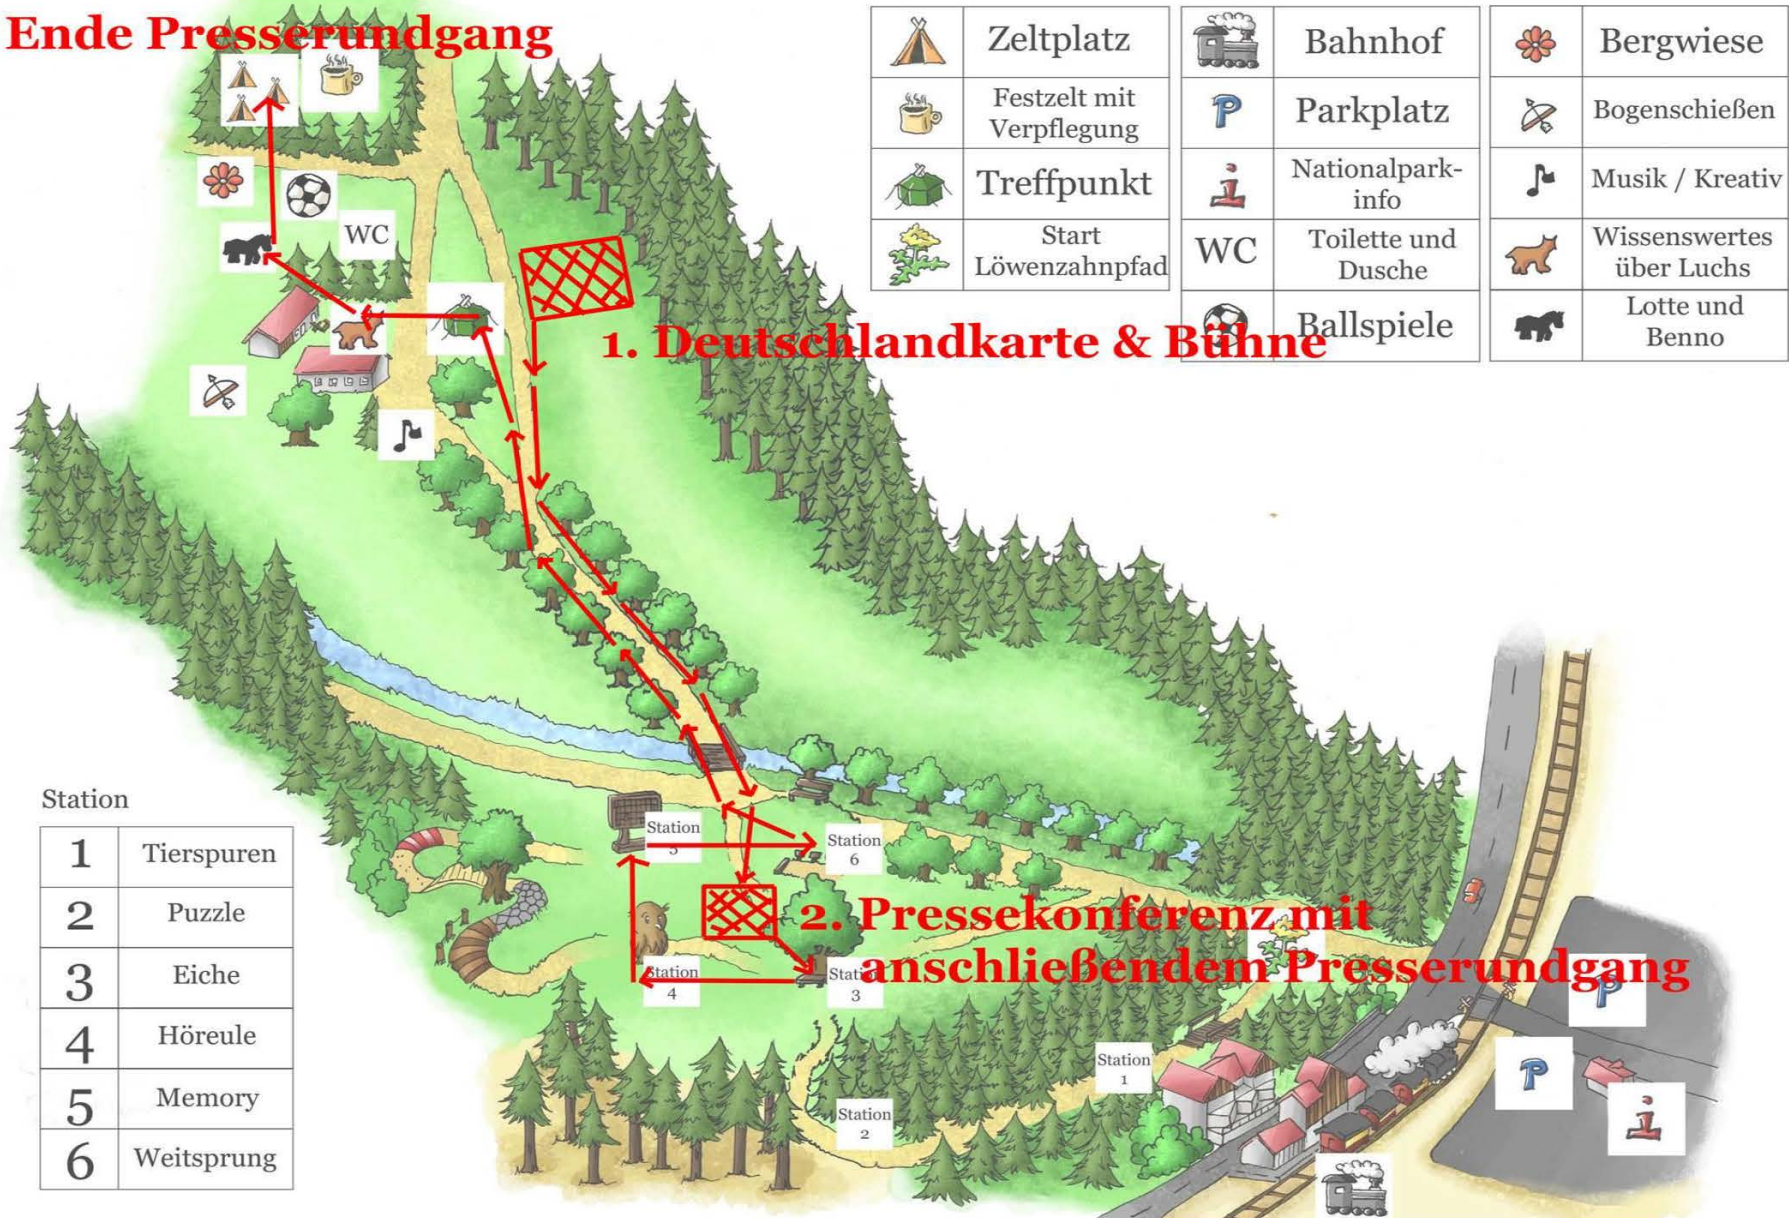 Ende Presserundgang
Zeltplatz
Bahnhof
Bergwiese
Festzelt mit
Verpflegung
P
Parkplatz
Bogenschießen
Treffpunkt
i
Nationalpark-
info
Musik / Kreativ
Start
Löwenzahnpfad
WC
Toilette und
Dusche
Wissenswertes
über Luchs
Ballspiele
Lotte und
Benno
WC
1. Deutschlandkarte & Bühne
Station
5
Station
6
2. Pressekonferenz mit
anschließendem Presserundgang
Station
4
Station
3
P
Station
1
P
Station
2
i
Station
1 Tierspuren
2 Puzzle
3 Eiche
4 Höreule
5 Memory
6 Weitsprung